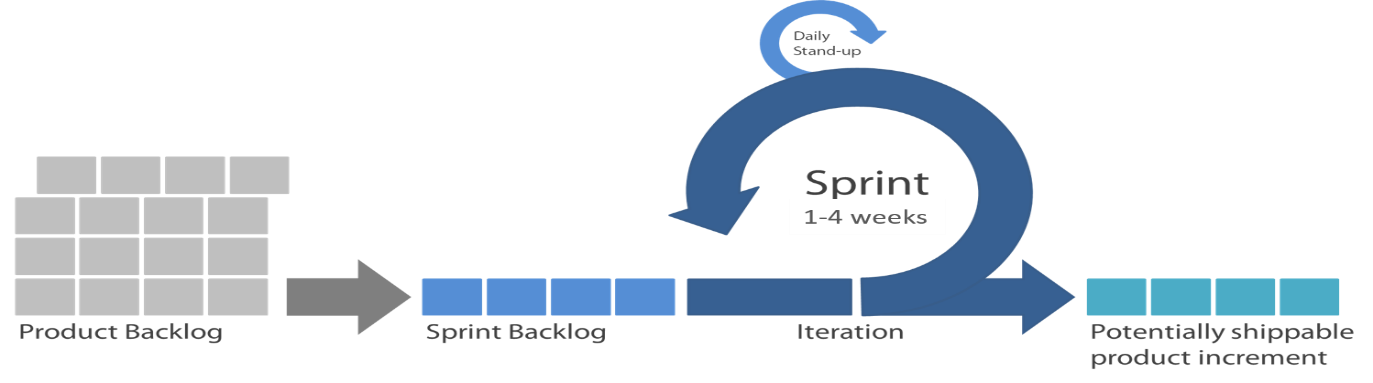 Daily
Stand-up
Sprint
1-4 weeks
Product Backlog
Sprint Backlog
Iteration
Potentially shippable
product increment